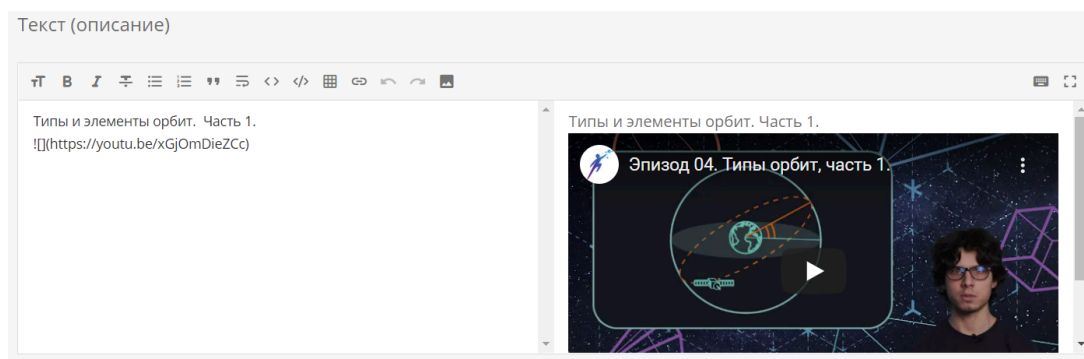 Текст (описание)
Типы и элементы орбит.  Часть 1.
![](https://youtu.be/xGjOmDieZCc)
Типы и элементы орбит. Часть 1.
Эпизод 04. Типы орбит, часть 1.